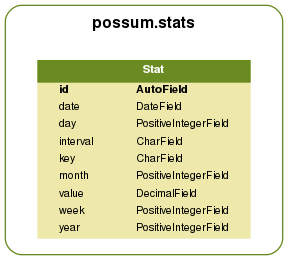 possum.stats
Stat
id AutoField
date DateField
day PositiveIntegerField
interval CharField
key CharField
month PositiveIntegerField
value DecimalField
week PositiveIntegerField
year PositiveIntegerField